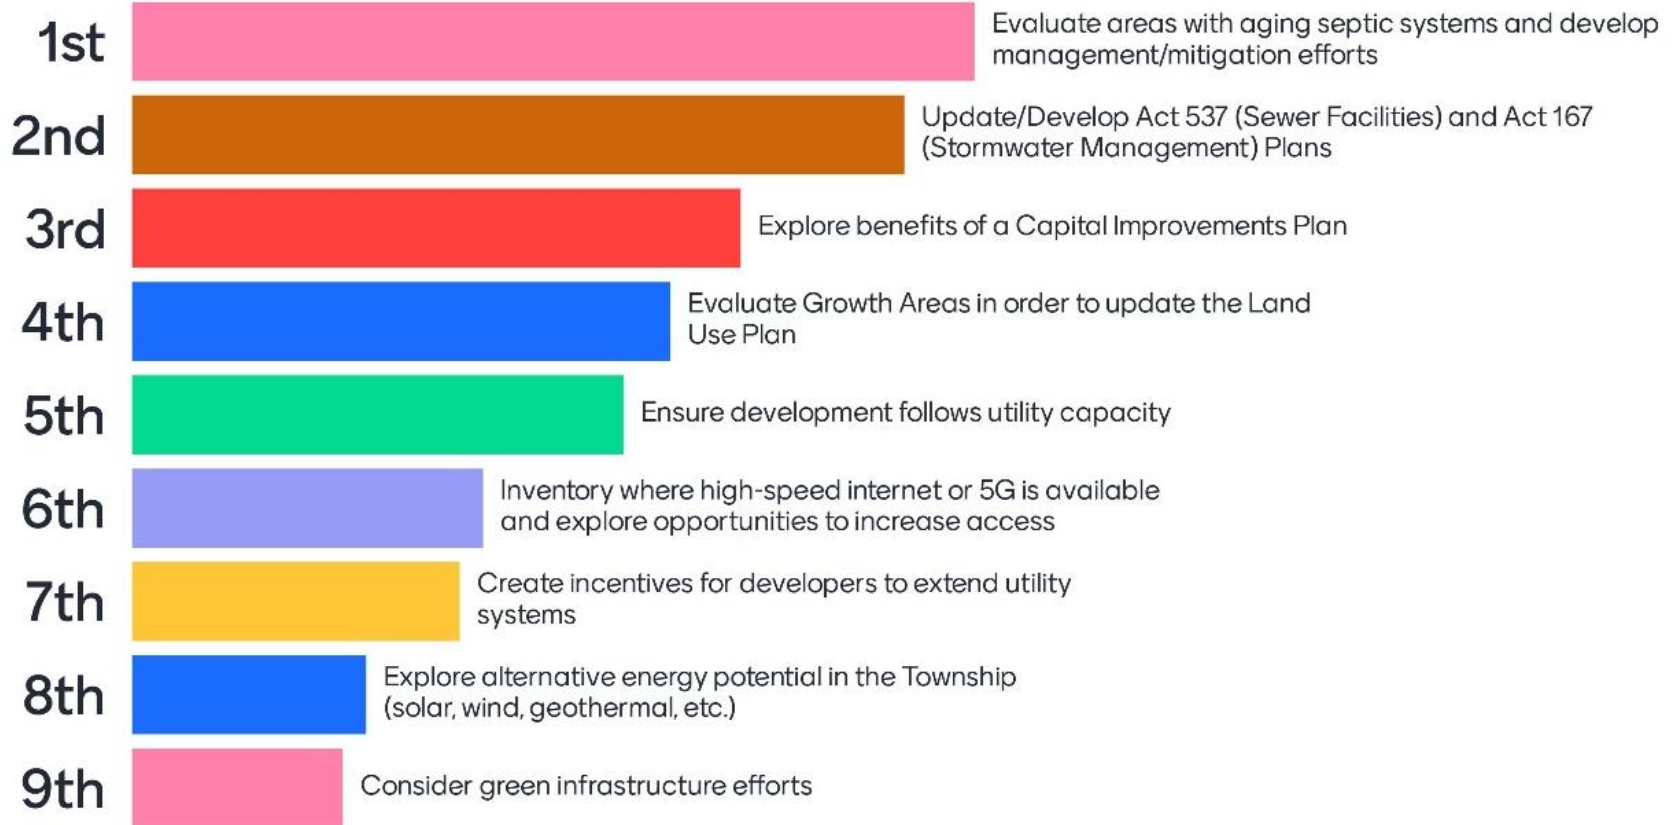 1st
Evaluate areas with aging septic systems and develop
management/mitigation efforts
2nd
Update/Develop Act 537 (Sewer Facilities) and Act 167
(Stormwater Management) Plans
3rd
Explore benefits of a Capital Improvements Plan
4th
Evaluate Growth Areas in order to update the Land
Use Plan
5th
Ensure development follows utility capacity
6th
Inventory where high-speed internet or 5G is available
and explore opportunities to increase access
7th
Create incentives for developers to extend utility
systems
8th
Explore alternative energy potential in the Township
(solar, wind, geothermal, etc.)
9th
Consider green infrastructure efforts